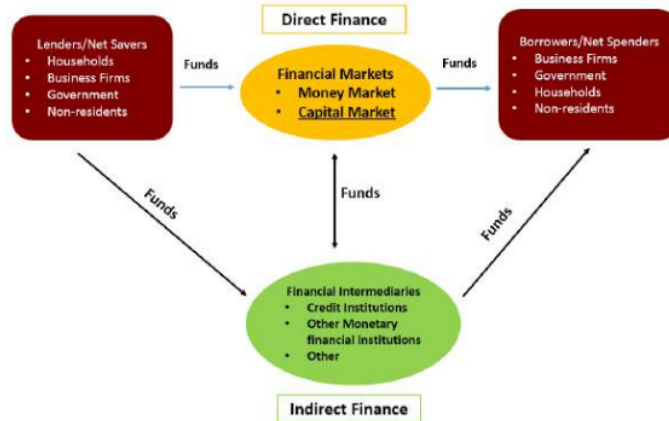 Direct Finance
Lenders/Net Savers
• Households
• Business Firms
• Government
• Non-residents
Funds
Financial Markets
• Money Market
• Capital Market
Funds
Borrowers/Net Spenders
• Business Firms
• Government
• Households
• Non-residents
Funds
Funds
Funds
Financial Intermediaries
• Credit Institutions
• Other Monetary
financial institutions
• Other
Indirect Finance